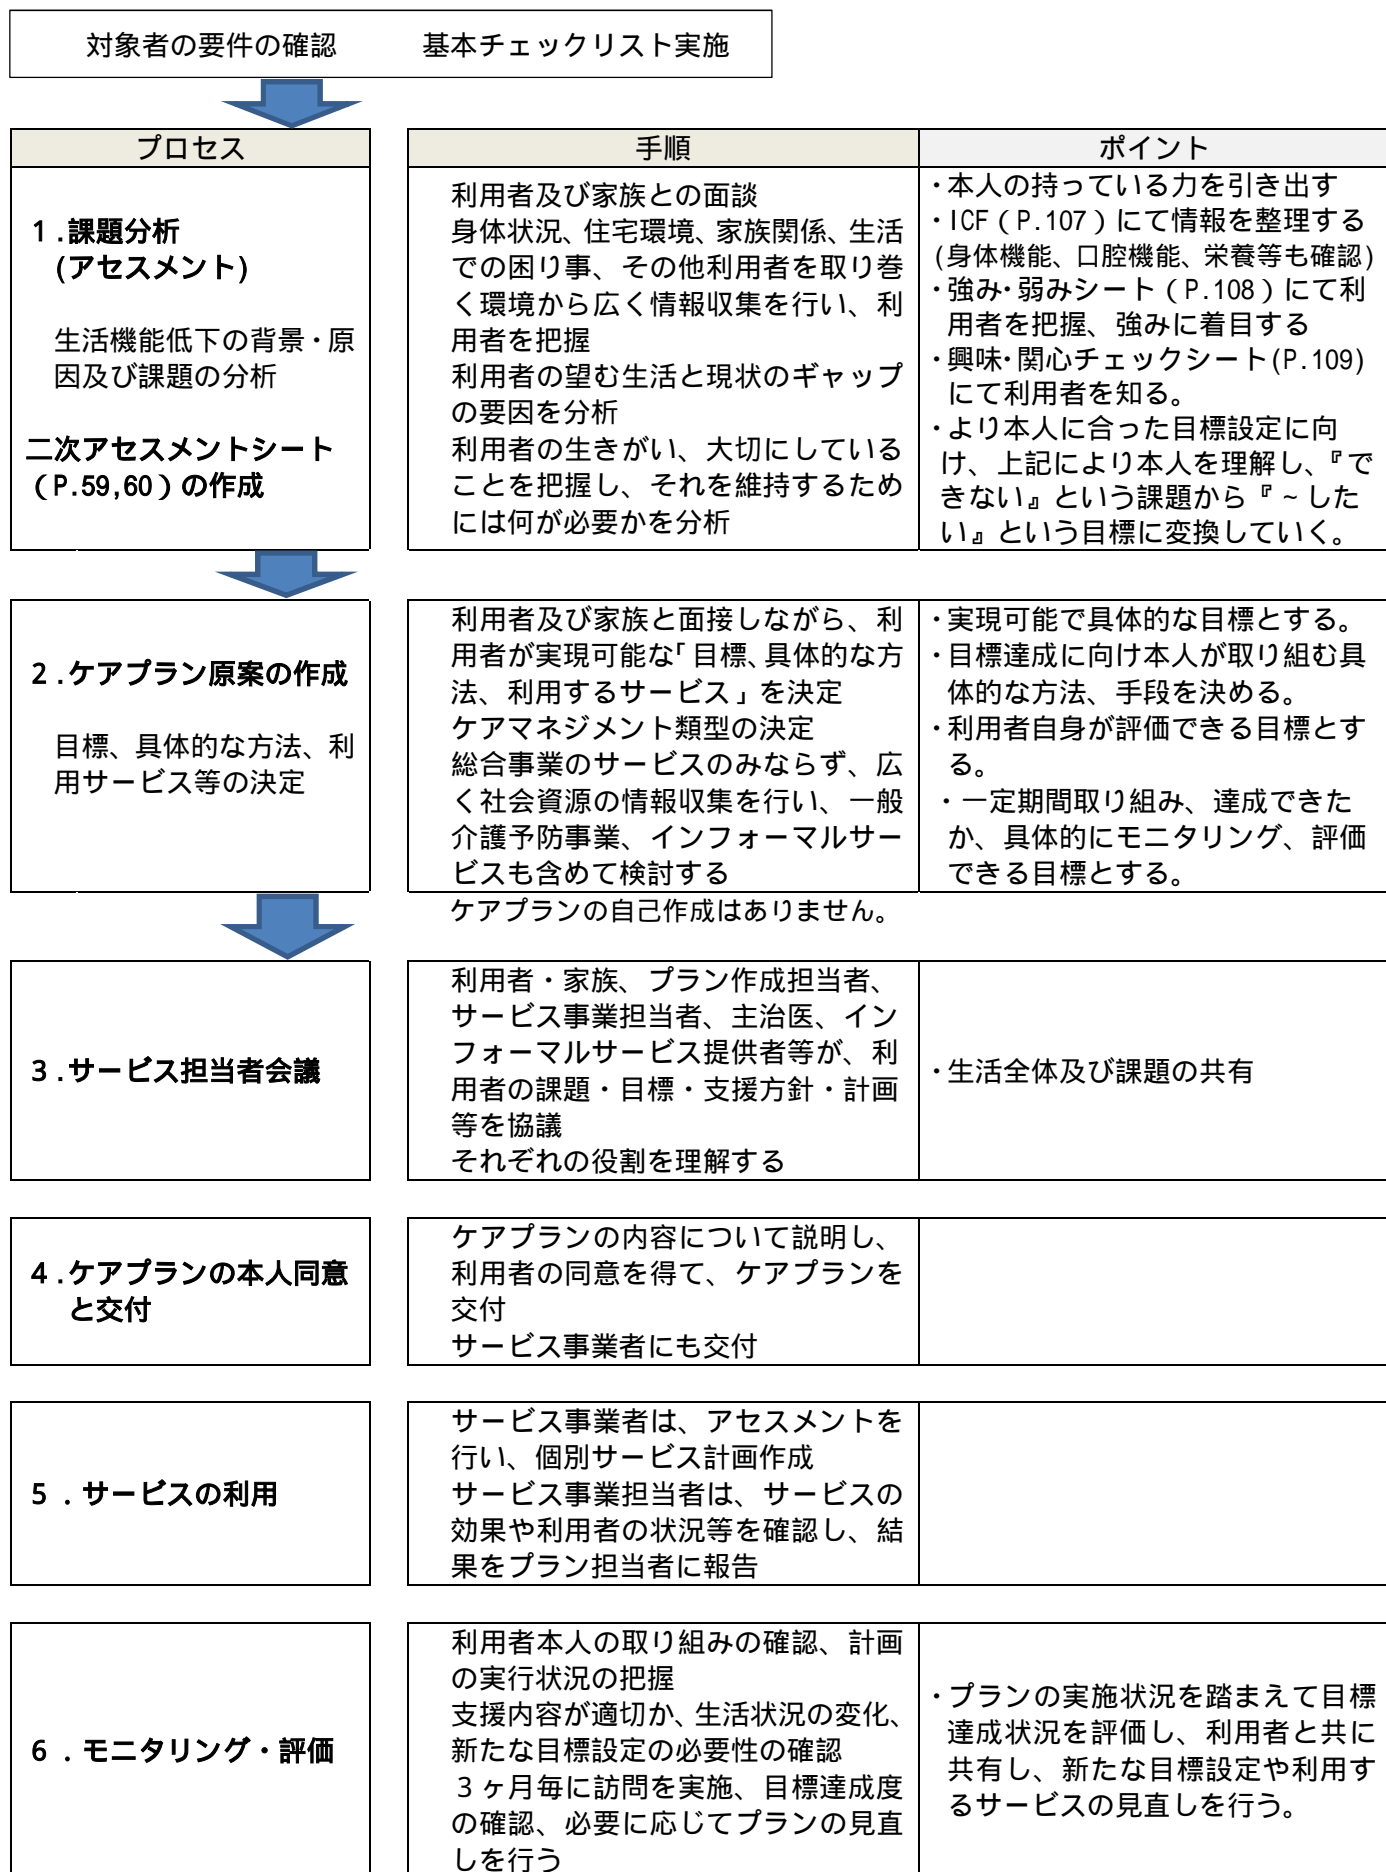 対象者の要件の確認　　　基本チェックリスト実施
プロセス
手順
ポイント
１.課題分析
(アセスメント)
生活機能低下の背景・原
因及び課題の分析
二次アセスメントシート
（P.59,60）の作成
利用者及び家族との面談
身体状況、住宅環境、家族関係、生活
での困り事、その他利用者を取り巻
く環境から広く情報収集を行い、利
用者を把握
利用者の望む生活と現状のギャップ
の要因を分析
利用者の生きがい、大切にしている
ことを把握し、それを維持するため
には何が必要かを分析
・本人の持っている力を引き出す
・ICF（P.107）にて情報を整理する
(身体機能、口腔機能、栄養等も確認)
・強み・弱みシート（P.108）にて利
用者を把握、強みに着目する
・興味・関心チェックシート(P.109)
にて利用者を知る。
・より本人に合った目標設定に向
け、上記により本人を理解し、『で
きない』という課題から『～した
い』という目標に変換していく。
２.ケアプラン原案の作成
目標、具体的な方法、利
用サービス等の決定
利用者及び家族と面接しながら、利
用者が実現可能な「目標、具体的な方
法、利用するサービス」を決定
ケアマネジメント類型の決定
総合事業のサービスのみならず、広
く社会資源の情報収集を行い、一般
介護予防事業、インフォーマルサー
ビスも含めて検討する
・実現可能で具体的な目標とする。
・目標達成に向け本人が取り組む具
体的な方法、手段を決める。
・利用者自身が評価できる目標とす
る。
・一定期間取り組み、達成できた
か、具体的にモニタリング、評価
できる目標とする。
ケアプランの自己作成はありません。
３.サービス担当者会議
利用者・家族、プラン作成担当者、
サービス事業担当者、主治医、イン
フォーマルサービス提供者等が、利
用者の課題・目標・支援方針・計画
等を協議
それぞれの役割を理解する
・生活全体及び課題の共有
４.ケアプランの本人同意
と交付
ケアプランの内容について説明し、
利用者の同意を得て、ケアプランを
交付
サービス事業者にも交付
５．サービスの利用
サービス事業者は、アセスメントを
行い、個別サービス計画作成
サービス事業担当者は、サービスの
効果や利用者の状況等を確認し、結
果をプラン担当者に報告
６．モニタリング・評価
利用者本人の取り組みの確認、計画
の実行状況の把握
支援内容が適切か、生活状況の変化、
新たな目標設定の必要性の確認
３ヶ月毎に訪問を実施、目標達成度
の確認、必要に応じてプランの見直
しを行う
・プランの実施状況を踏まえて目標
達成状況を評価し、利用者と共に
共有し、新たな目標設定や利用す
るサービスの見直しを行う。